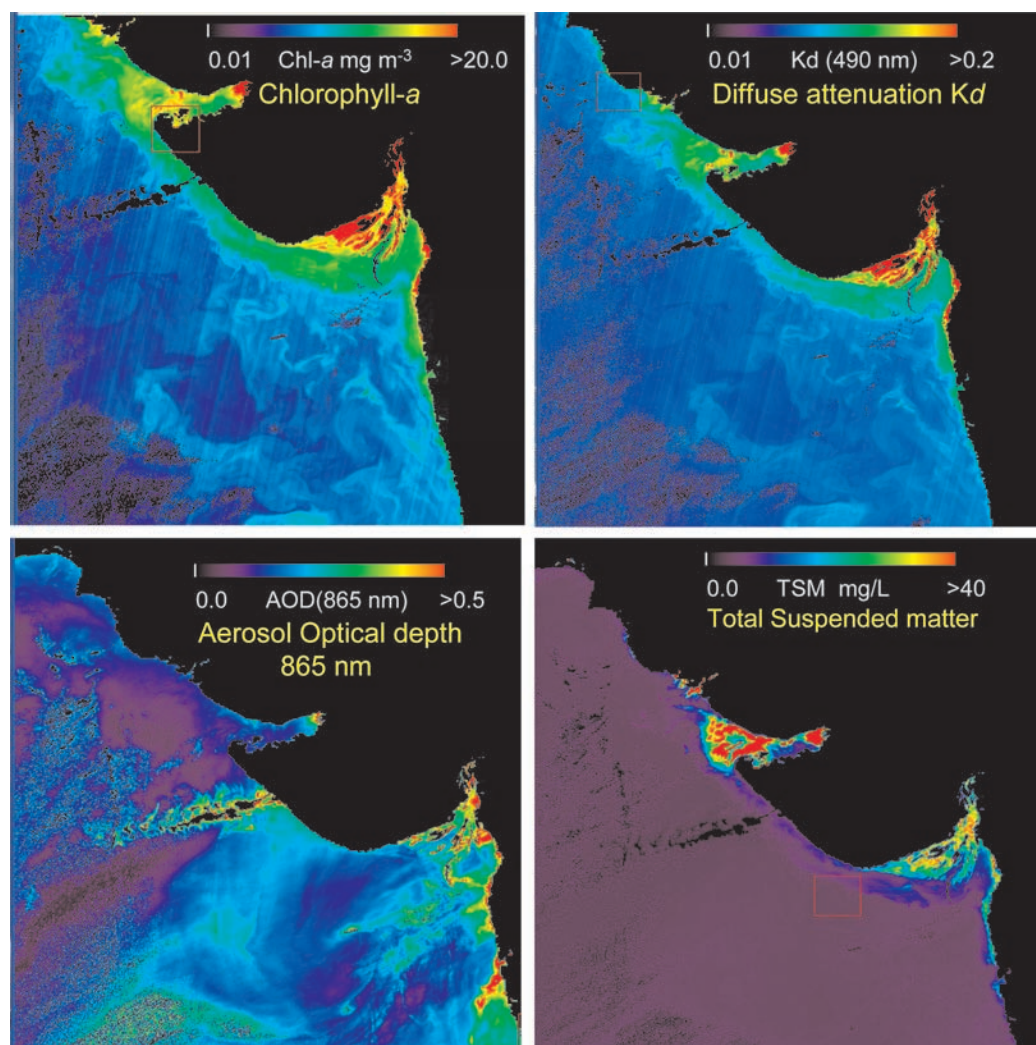 0.01 Chl-a mg m⁻³ >20.0
Chlorophyll-a
0.01 Kd (490 nm) >0.2
Diffuse attenuation Kd
0.0 AOD(865 nm) >0.5
Aerosol Optical depth
865 nm
0.0 TSM mg/L >40
Total Suspended matter